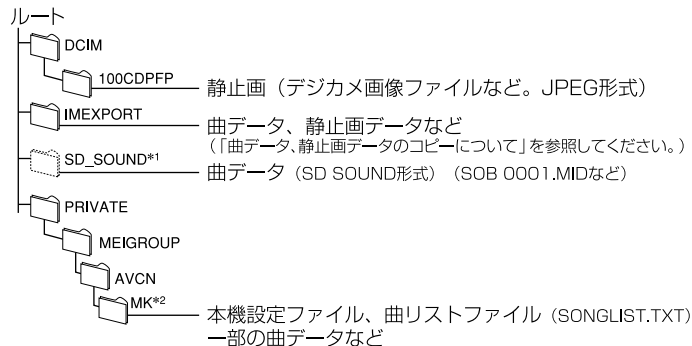 ルート
DCIM
100CDPFP
静止画（デジカメ画像ファイルなど。JPEG形式）
IMEXPORT
曲データ、静止画データなど
（「曲データ、静止画データのコピーについて」を参照してください。）
SD_SOUND*1
曲データ（SD SOUND形式）（SOB 0001.MIDなど）
PRIVATE
MEIGROUP
AVCN
MK*2
本機設定ファイル、曲リストファイル（SONGLIST.TXT）
一部の曲データなど